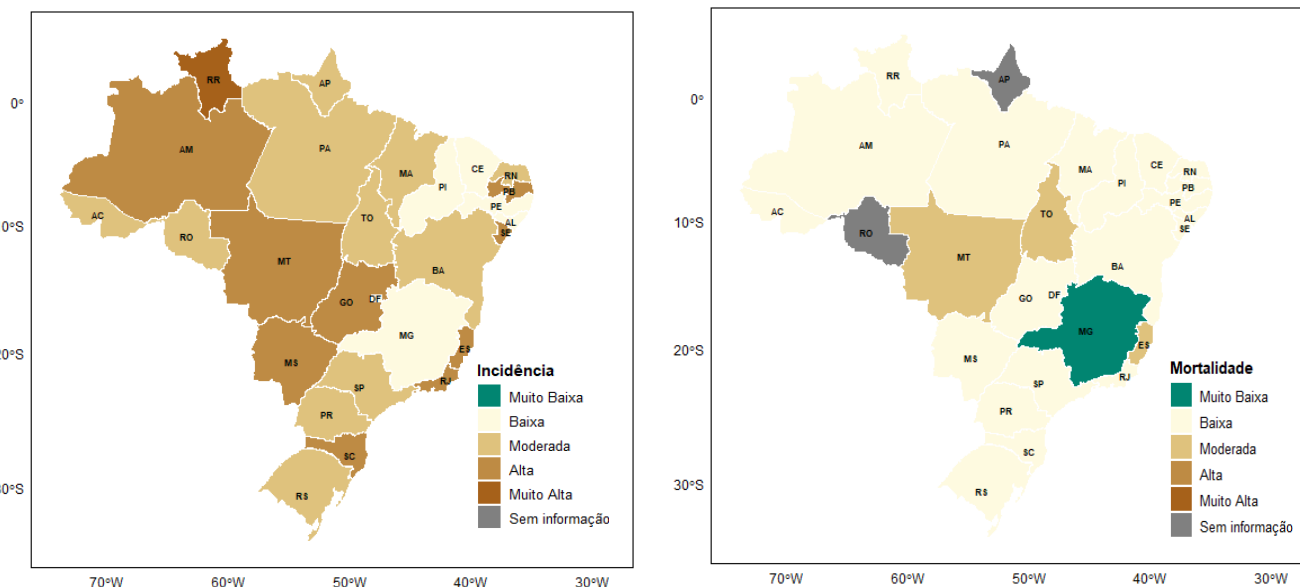 RR
AP
0°
AM
PA
MA
CE
RN
PB
PI
PE
AL
SE
AC
TO
RO
10°S
MT
BA
GO
DF
MG
ES
MS
20°S
RJ
SP
PR
SC
RS
30°S
Incidência
Muito Baixa
Baixa
Moderada
Alta
Muito Alta
Sem informação
70°W 60°W 50°W 40°W 30°W
AP
RR
0°
AM
PA
MA
CE
RN
PB
PI
PE
AL
SE
AC
TO
RO
10°S
MT
BA
GO
DF
MG
ES
MS
20°S
RJ
SP
PR
SC
RS
30°S
Mortalidade
Muito Baixa
Baixa
Moderada
Alta
Muito Alta
Sem informação
70°W 60°W 50°W 40°W 30°W